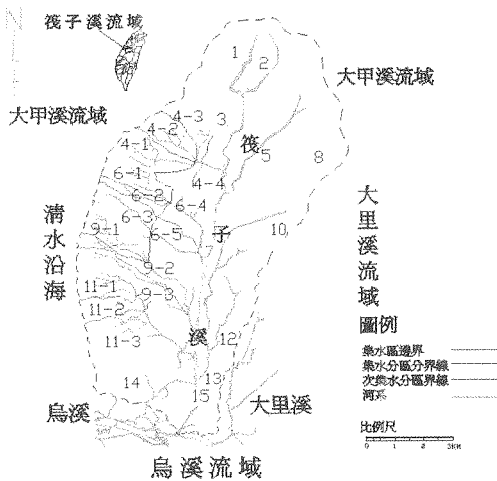 N
筏子溪流域
大甲溪流域
大甲溪流域
1
2
3
4-3
4-2
4-1
筏
5
8
6-1
4-4
6-2
6-4
6-3
子
10
9-1
6-5
清水沿海
大里溪流域
9-2
11-1
9-3
11-2
11-3
溪
12
14
13
15
烏溪
大里溪
烏溪流域
圖例
集水區邊界
集水分區分界線
次集水分區界線
河系
比例尺
0 1 2 3KM